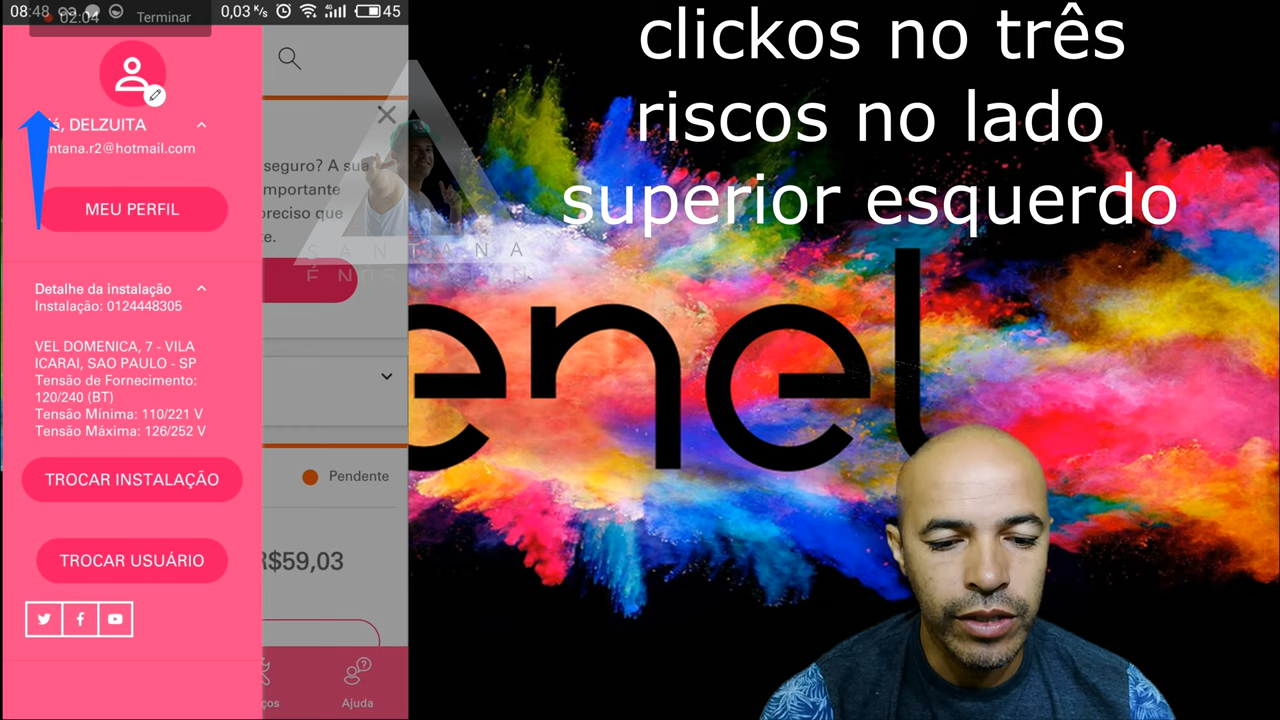 08:48
02:04
Terminar
0,03 K/s
4G
45
DELZUITA
ntana.r2@hotmail.com
MEU PERFIL
Detalhe da instalação
Instalação: 0124448305
VEL DOMENICA, 7 - VILA
ICARAI, SAO PAULO - SP
Tensão de Fornecimento:
120/240 (BT)
Tensão Mínima: 110/221 V
Tensão Máxima: 126/252 V
TROCAR INSTALAÇÃO
TROCAR USUÁRIO
seguro? A sua
mportante
preciso que
e.
SANTANA
Pendente
R$59,03
ços
Ajuda
clickos no três
riscos no lado
superior esquerdo
enel